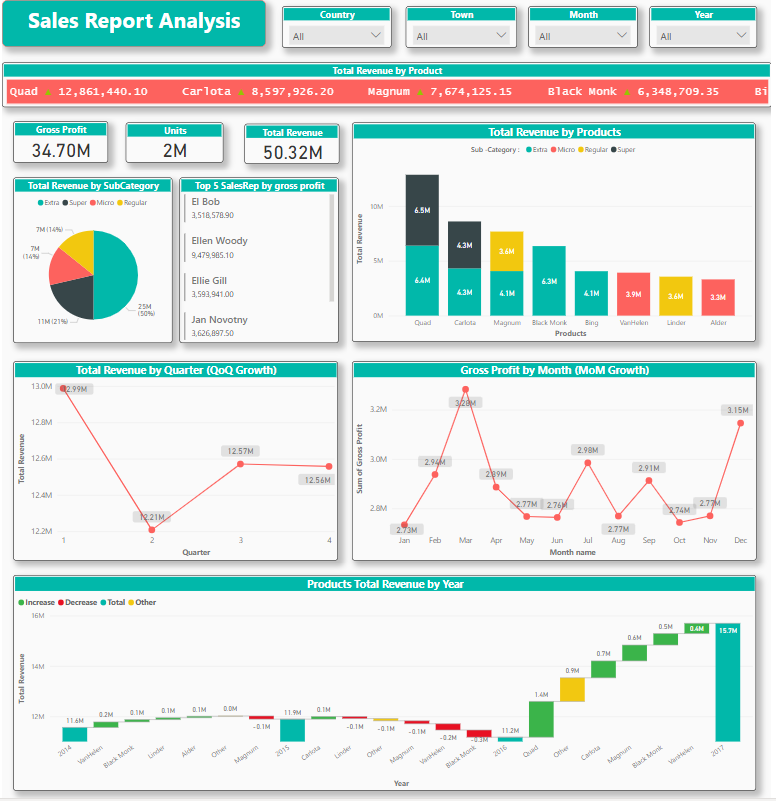 Sales Report Analysis
Country
All
Town
All
Month
All
Year
All
Total Revenue by Product
Quad ▲ 12,861,440.10 Carlota ▲ 8,597,926.20 Magnum ▲ 7,674,125.15 Black Monk ▲ 6,348,709.35 Bi
Gross Profit
34.70M
Units
2M
Total Revenue
50.32M
Total Revenue by SubCategory
Extra Super Micro Regular
7M (14%)
7M
(14%)
11M (21%)
25M
(50%)
Top 5 SalesRep by gross profit
El Bob
3,518,578.90
Ellen Woody
9,479,985.10
Ellie Gill
3,593,941.00
Jan Novotny
3,626,897.50
Total Revenue by Products
Sub -Category : Extra Micro Regular Super
Total Revenue
10M
5M
0M
6.5M
6.4M
4.3M
4.3M
3.6M
4.1M
6.3M
4.1M
3.9M
3.6M
3.3M
Quad Carlota Magnum Black Monk Bing VanHelen Linder Alder
Products
Total Revenue by Quarter (QoQ Growth)
Total Revenue
13.0M
12.8M
12.6M
12.4M
12.2M
12.99M
12.21M
12.57M
12.56M
1 2 3 4
Quarter
Gross Profit by Month (MoM Growth)
Sum of Gross Profit
3.2M
3.0M
2.8M
2.73M
2.94M
3.28M
2.89M
2.77M
2.76M
2.98M
2.77M
2.91M
2.74M
2.77M
3.15M
Jan Feb Mar Apr May Jun Jul Aug Sep Oct Nov Dec
Month name
Products Total Revenue by Year
Increase Decrease Total Other
Total Revenue
16M
14M
12M
11.6M
0.2M
0.1M
0.1M
0.1M
0.0M
-0.1M
11.9M
0.1M
-0.1M
-0.1M
-0.1M
-0.2M
-0.3M
11.2M
1.4M
0.9M
0.7M
0.6M
0.5M
0.4M
15.7M
2014 VanHelen Black Monk Linder Alder Other Magnum 2015 Carlota Linder Other Magnum VanHelen Black Monk 2016 Quad Other Carlota Magnum Black Monk VanHelen 2017
Year